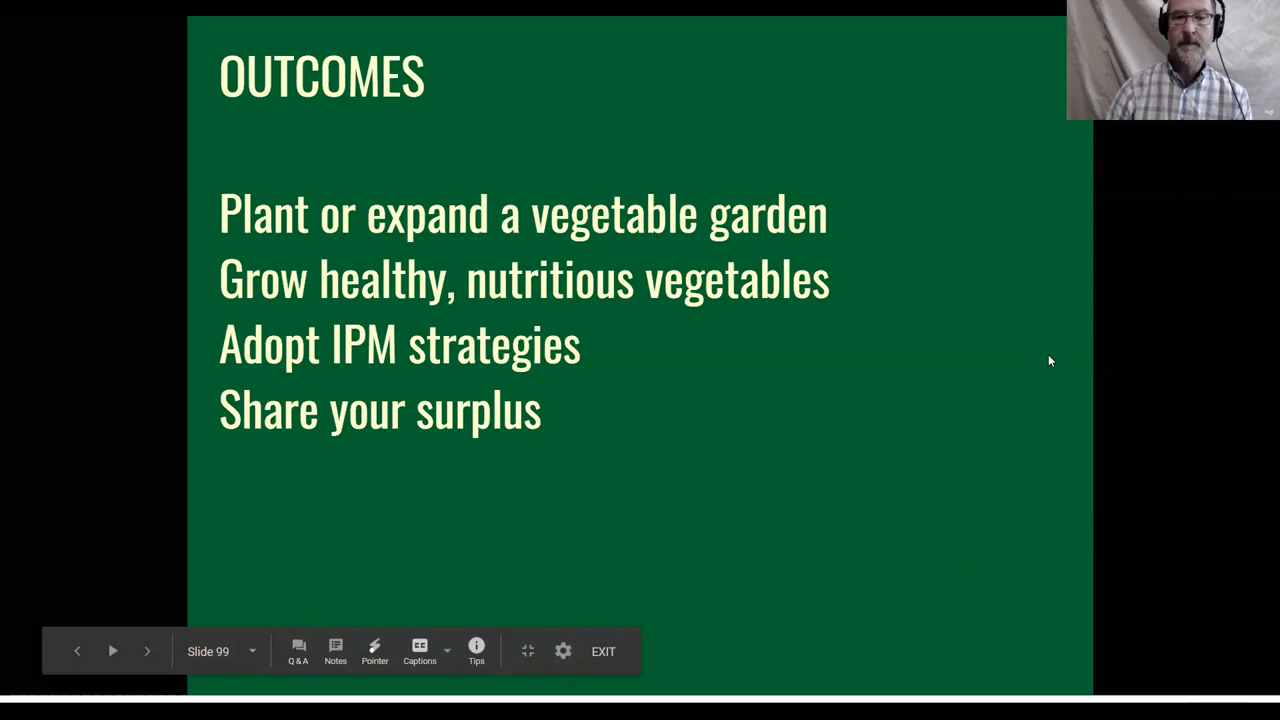 OUTCOMES
Plant or expand a vegetable garden
Grow healthy, nutritious vegetables
Adopt IPM strategies
Share your surplus
Slide 99
Q & A
Notes
Pointer
CC
Captions
Tips
EXIT